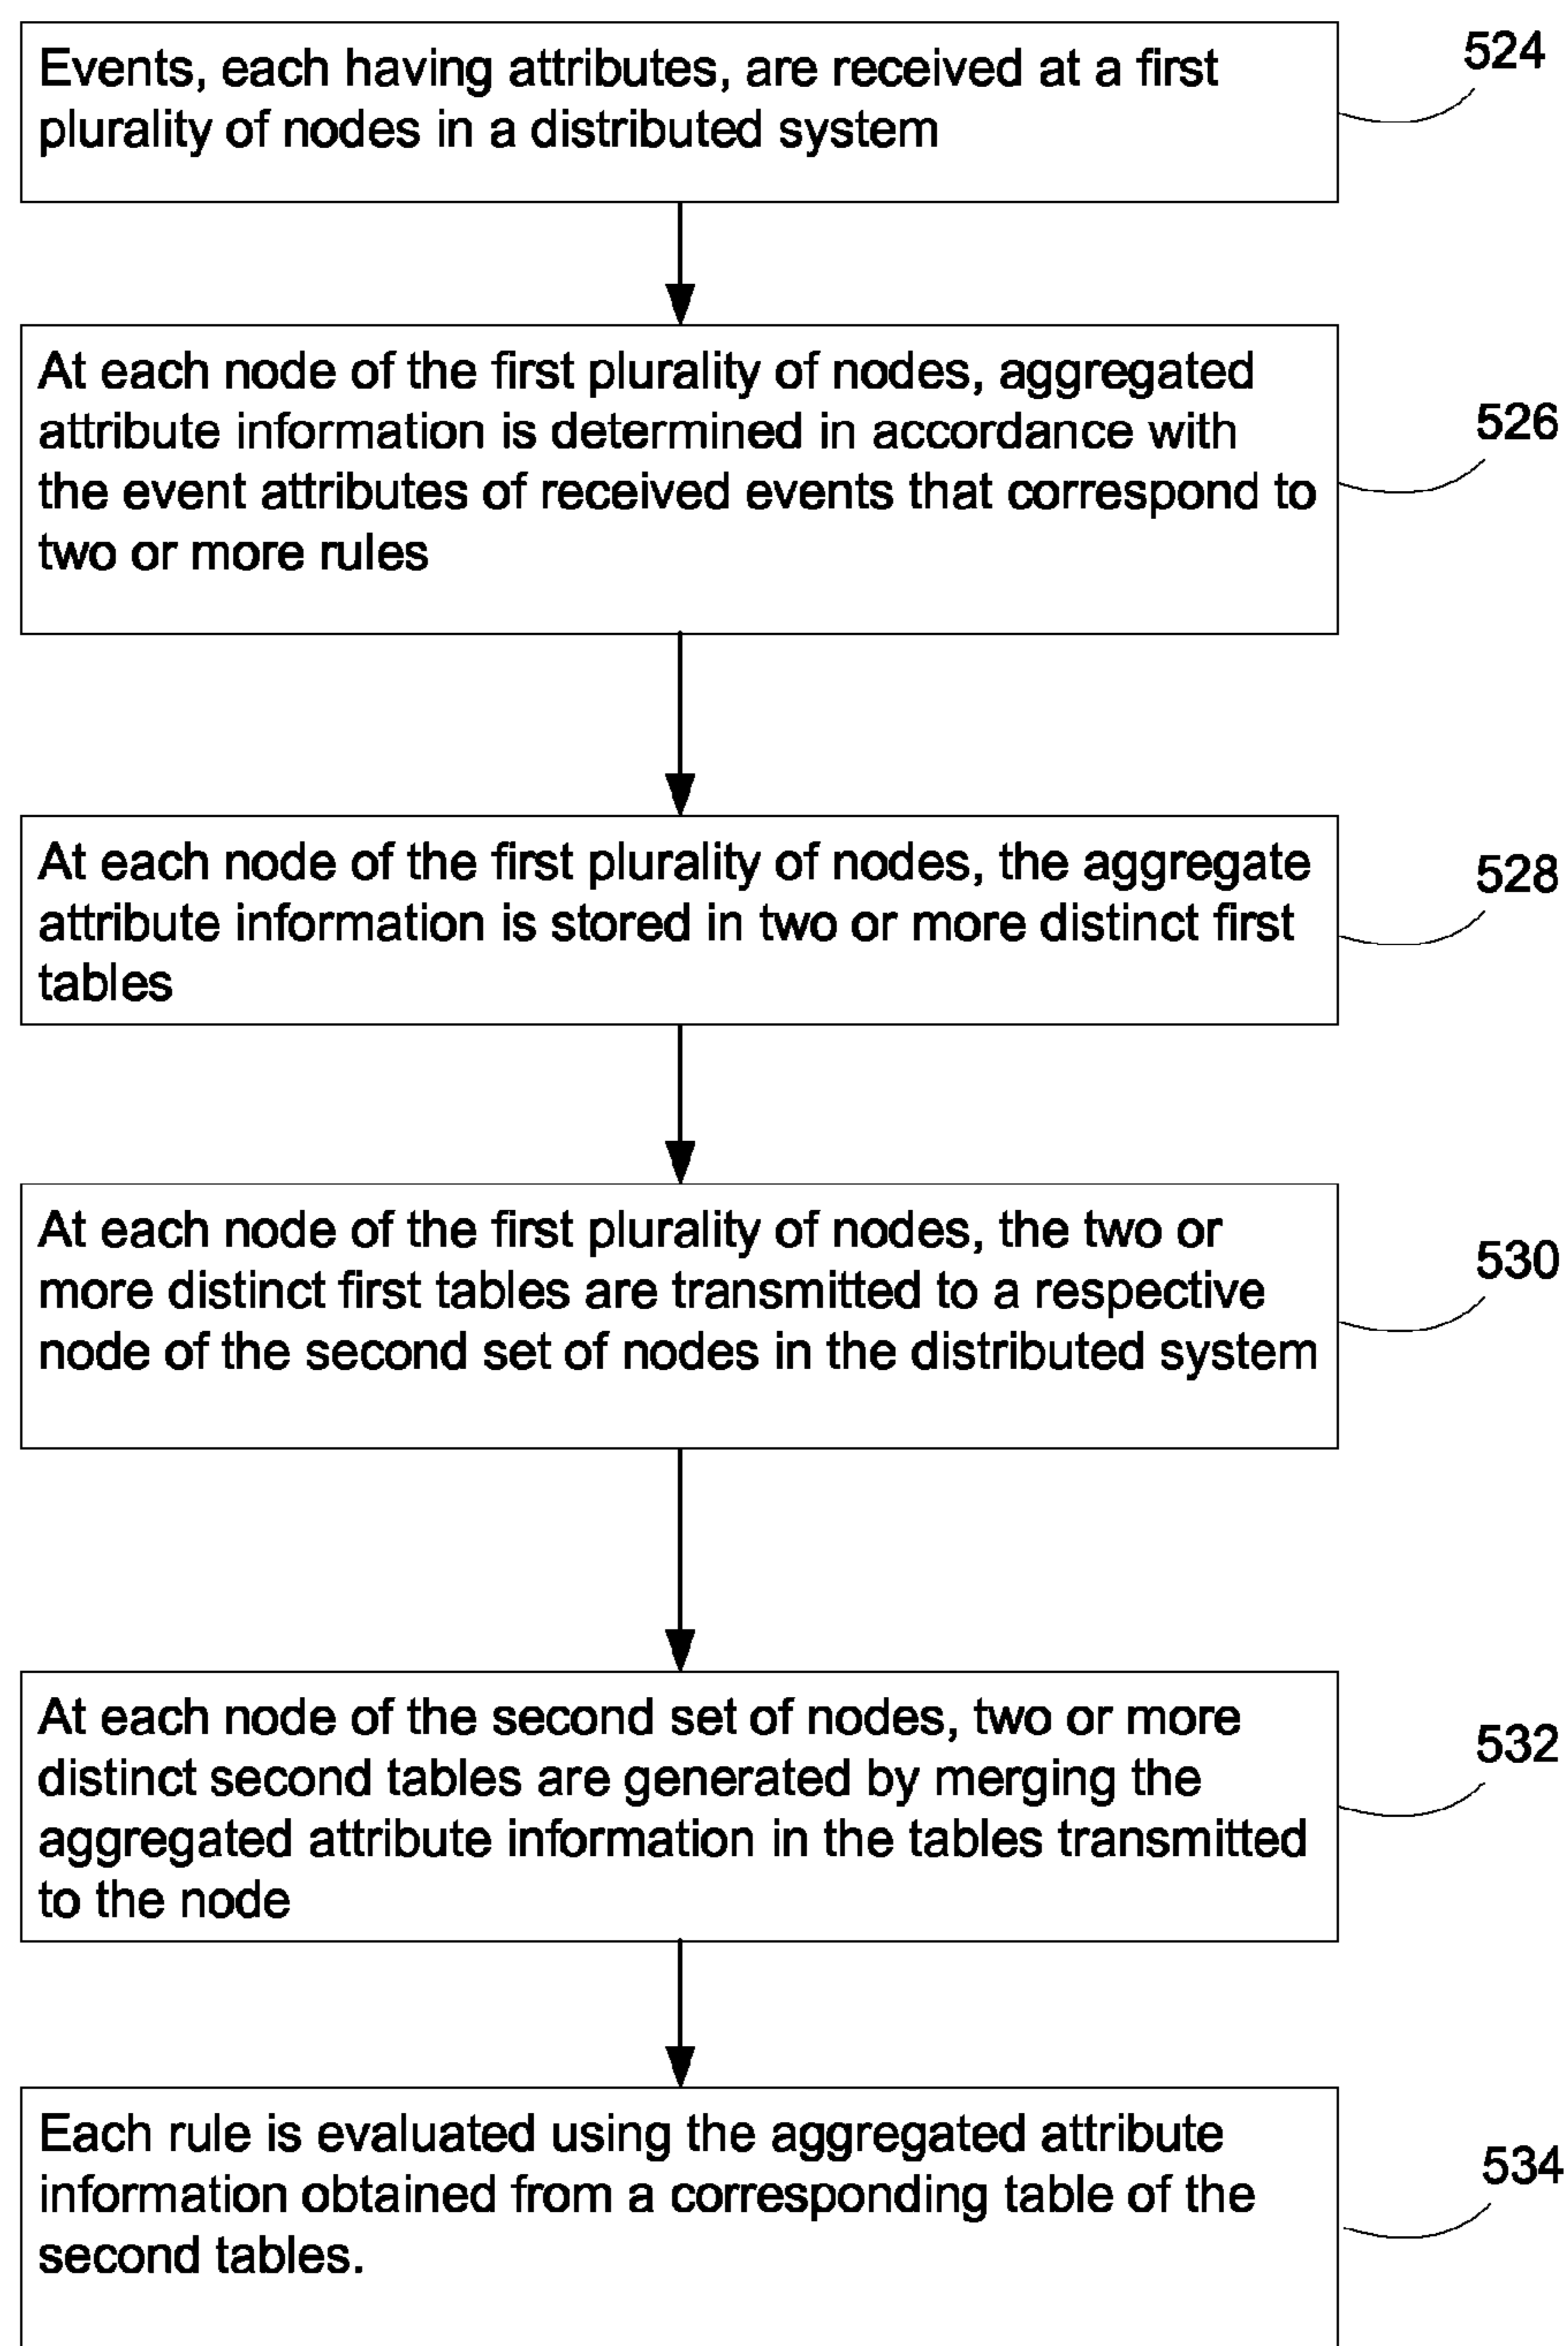 Events, each having attributes, are received at a first
plurality of nodes in a distributed system
524
At each node of the first plurality of nodes, aggregated
attribute information is determined in accordance with
the event attributes of received events that correspond to
two or more rules
526
At each node of the first plurality of nodes, the aggregate
attribute information is stored in two or more distinct first
tables
528
At each node of the first plurality of nodes, the two or
more distinct first tables are transmitted to a respective
node of the second set of nodes in the distributed system
530
At each node of the second set of nodes, two or more
distinct second tables are generated by merging the
aggregated attribute information in the tables transmitted
to the node
532
Each rule is evaluated using the aggregated attribute
information obtained from a corresponding table of the
second tables.
534